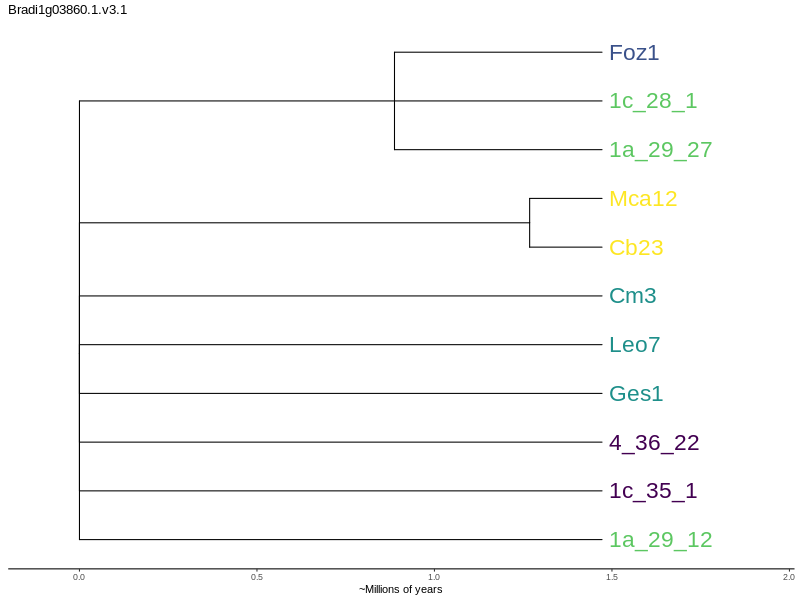 Bradi1g03860.1.v3.1
Foz1
1c_28_1
1a_29_27
Mca12
Cb23
Cm3
Leo7
Ges1
4_36_22
1c_35_1
1a_29_12
0.0 0.5 1.0 1.5 2.0
~Millions of years